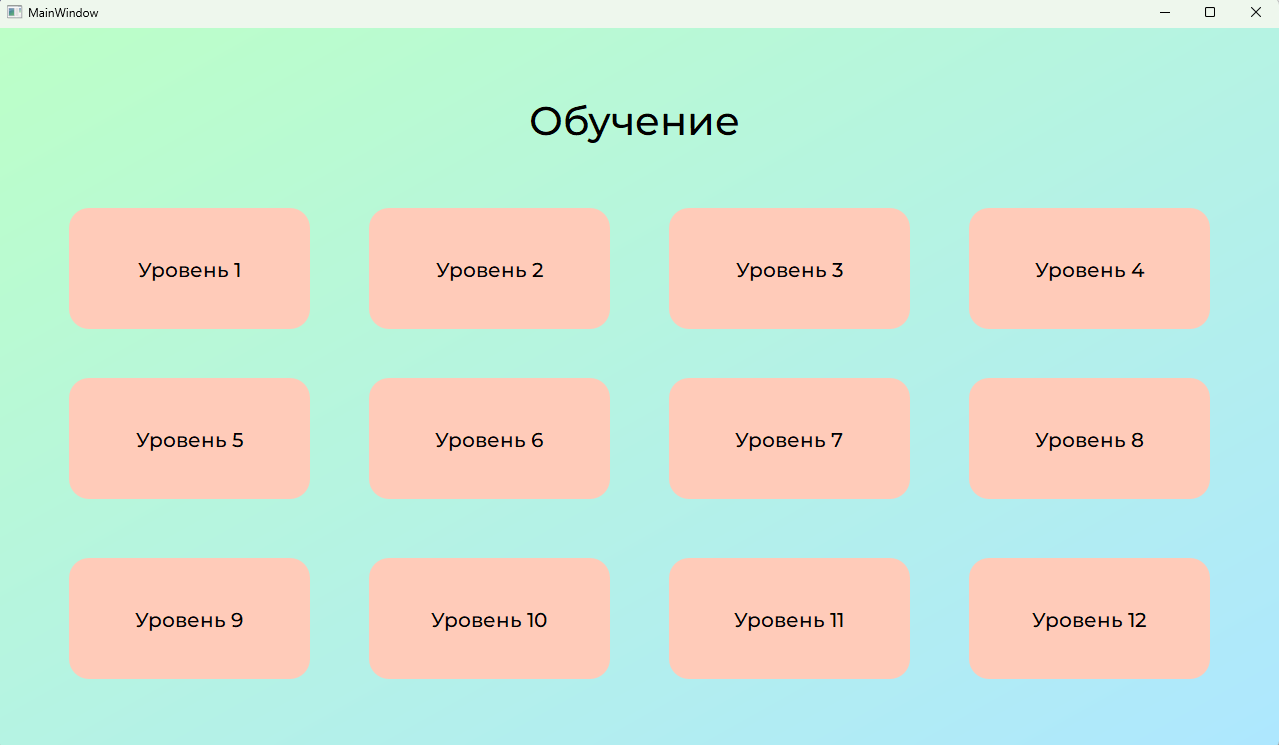 MainWindow
Обучение
Уровень 1
Уровень 2
Уровень 3
Уровень 4
Уровень 5
Уровень 6
Уровень 7
Уровень 8
Уровень 9
Уровень 10
Уровень 11
Уровень 12